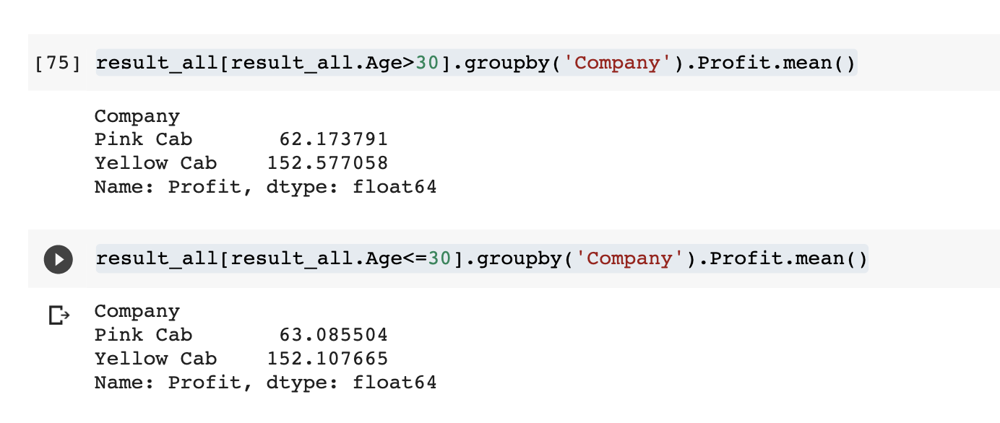 [75] result_all[result_all.Age>30].groupby('Company').Profit.mean()
Company
Pink Cab       62.173791
Yellow Cab    152.577058
Name: Profit, dtype: float64
result_all[result_all.Age<=30].groupby('Company').Profit.mean()
Company
Pink Cab       63.085504
Yellow Cab    152.107665
Name: Profit, dtype: float64